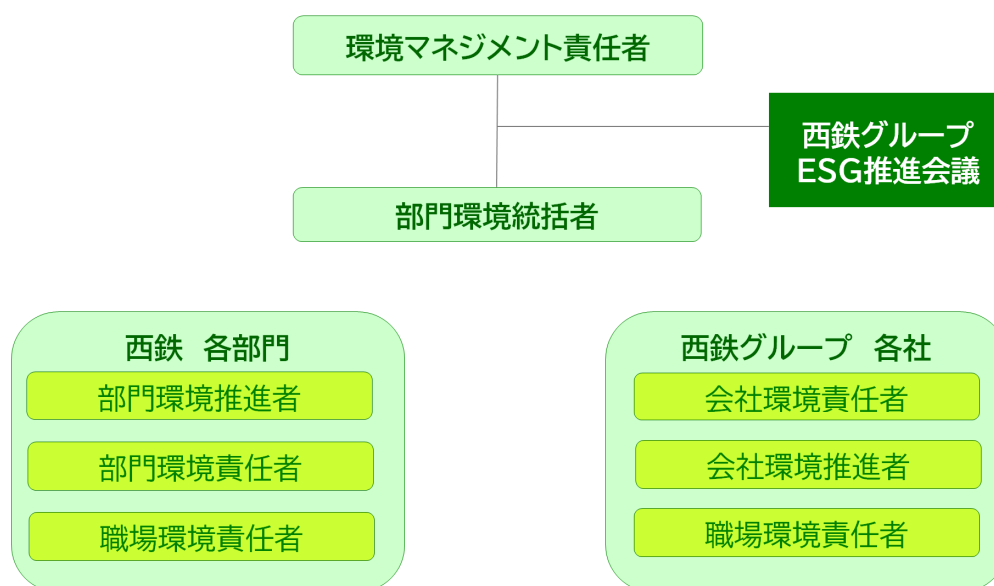 環境マネジメント責任者
西鉄グループ
ESG推進会議
部門環境統括者
西鉄 各部門
部門環境推進者
部門環境責任者
職場環境責任者
西鉄グループ 各社
会社環境責任者
会社環境推進者
職場環境責任者